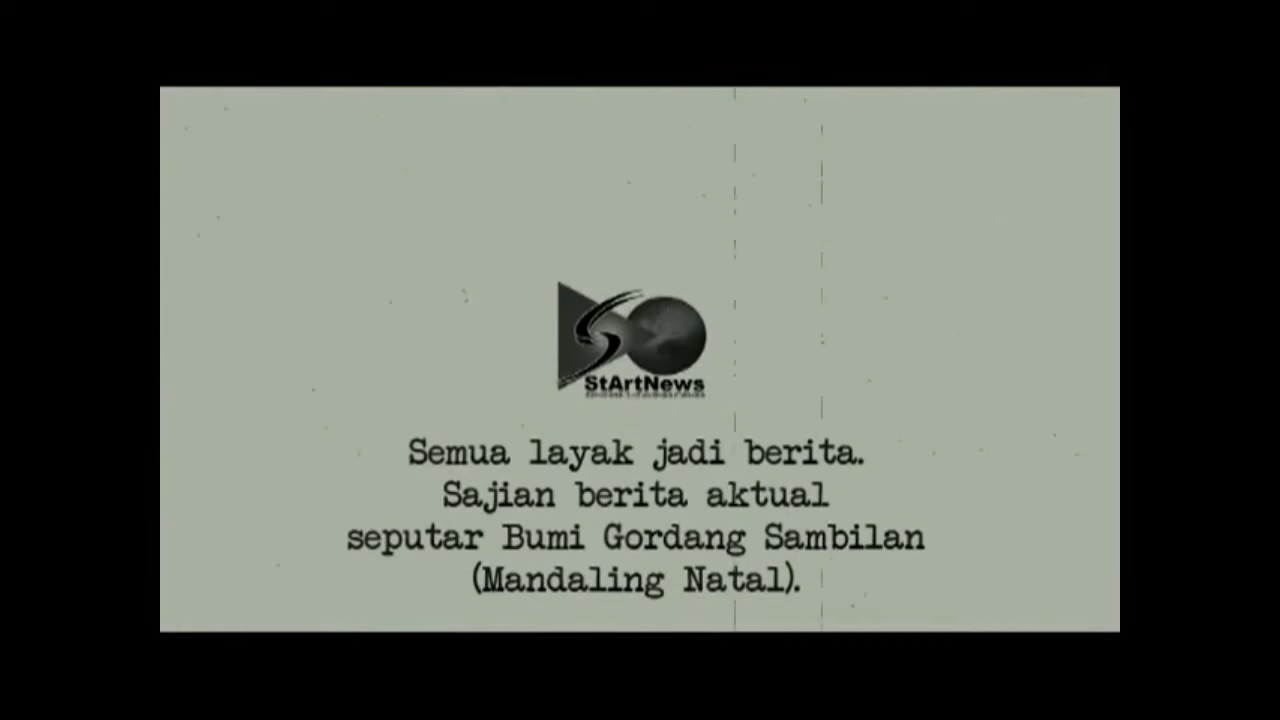 StArtNews
Semua layak jadi berita.
Sajian berita aktual
seputar Bumi Gordang Sambilan
(Mandaling Natal).